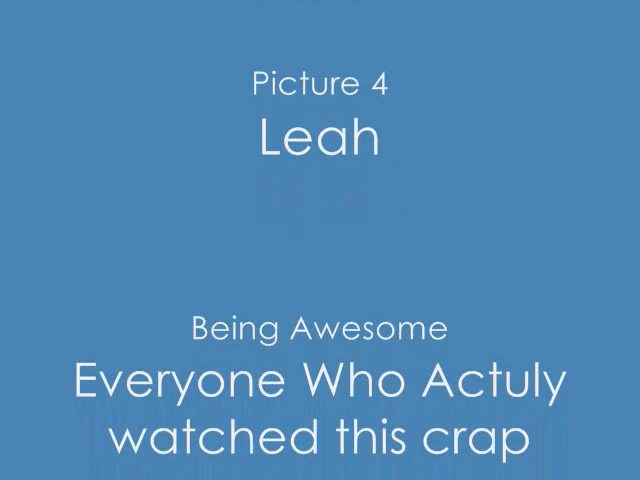 Picture 4
Leah
Being Awesome
Everyone Who Actuly
watched this crap